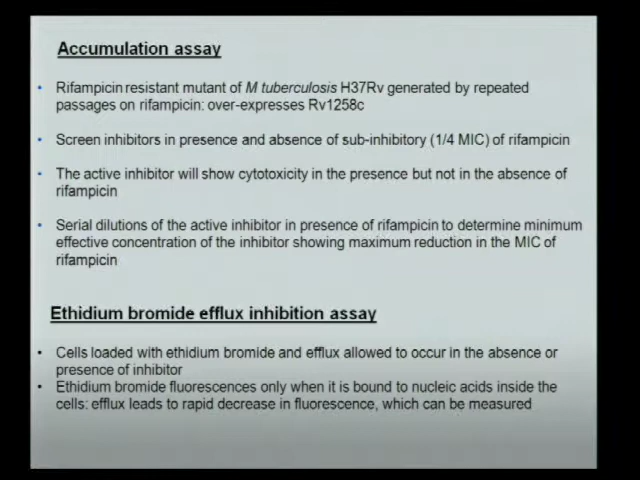 Accumulation assay
• Rifampicin resistant mutant of M tuberculosis H37Rv generated by repeated
passages on rifampicin: over-expresses Rv1258c
• Screen inhibitors in presence and absence of sub-inhibitory (1/4 MIC) of rifampicin
• The active inhibitor will show cytotoxicity in the presence but not in the absence of
rifampicin
• Serial dilutions of the active inhibitor in presence of rifampicin to determine minimum
effective concentration of the inhibitor showing maximum reduction in the MIC of
rifampicin
Ethidium bromide efflux inhibition assay
• Cells loaded with ethidium bromide and efflux allowed to occur in the absence or
presence of inhibitor
• Ethidium bromide fluorescences only when it is bound to nucleic acids inside the
cells: efflux leads to rapid decrease in fluorescence, which can be measured